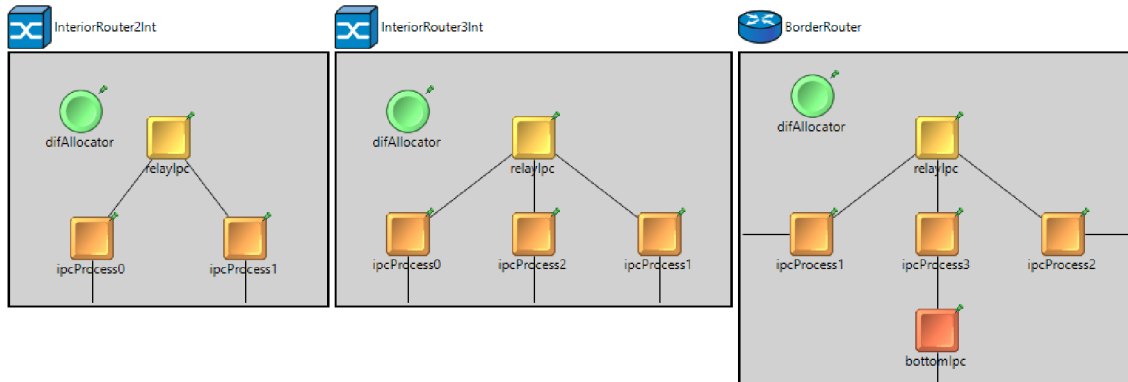 InteriorRouter2Int
InteriorRouter3Int
BorderRouter
difAllocator
relayIpc
ipcProcess0
ipcProcess1
difAllocator
relayIpc
ipcProcess0
ipcProcess2
ipcProcess1
difAllocator
relayIpc
ipcProcess1
ipcProcess3
ipcProcess2
bottomIpc